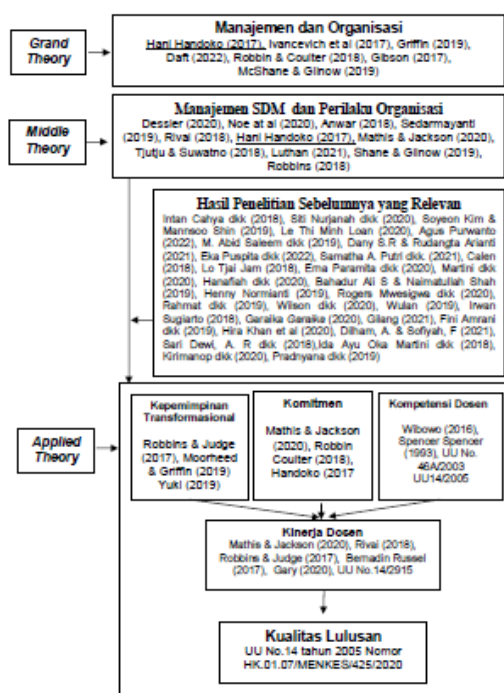 Grand
Theory
Manajemen dan Organisasi
Hani Handoko (2017), Ivancevich et al (2017), Griffin (2019),
Daft (2022), Robbin & Coulter (2018), Gibson (2017),
McShane & Glinow (2019)
Middle
Theory
Manajemen SDM dan Perilaku Organisasi
Dessler (2020), Noe at al (2020), Anwar (2018), Sedarmayanti
(2019), Rivai (2018), Hani Handoko (2017), Mathis & Jackson (2020),
Tjutju & Suwatno (2018), Luthan (2021), Shane & Glinow (2019),
Robbins (2018)
Hasil Penelitian Sebelumnya yang Relevan
Intan Cahya dkk (2018), Siti Nurjanah dkk (2020), Soyeon Kim &
Mannsoo Shin (2019), Le Thi Minh Loan (2020), Agus Purwanto
(2022), M. Abid Saleem dkk (2019), Dany S.R & Rudangta Arianti
(2021), Eka Puspita dkk (2022), Samatha A. Putri dkk. (2021), Calen
(2018), Lo Tjai Jam (2018), Erna Paramita dkk (2020), Martini dkk
(2020), Hanafiah dkk (2020), Bahadur Ali S & Naimatullah Shah
(2019), Henny Normianti (2019), Rogers Mwesigwa dkk (2020),
Rahmat dkk (2019), Wilson dkk (2020), Wulan (2019), Irwan
Sugiarto (2018), Garaika Garaika (2020), Gilang (2021), Fini Amrani
dkk (2019), Hira Khan et al (2020), Dilham, A. & Sofiyah, F (2021),
Sari Dewi, A. R dkk (2018),Ida Ayu Oka Martini dkk (2018),
Kirimanop dkk (2020), Pradnyana dkk (2019)
Applied
Theory
Kepemimpinan
Transformasional
Robbins & Judge
(2017), Moorheed
& Griffin (2019)
Yukl (2019)
Komitmen
Mathis & Jackson
(2020), Robbin
Coulter (2018),
Handoko (2017
Kompetensi Dosen
Wibowo (2016),
Spencer Spencer
(1993), UU No.
46A/2003
UU14/2005
Kinerja Dosen
Mathis & Jackson (2020), Rivai (2018),
Robbins & Judge (2017), Bernadin Russel
(2017), Gary (2020), UU No.14/2915
Kualitas Lulusan
UU No.14 tahun 2005 Nomor
HK.01.07/MENKES/425/2020